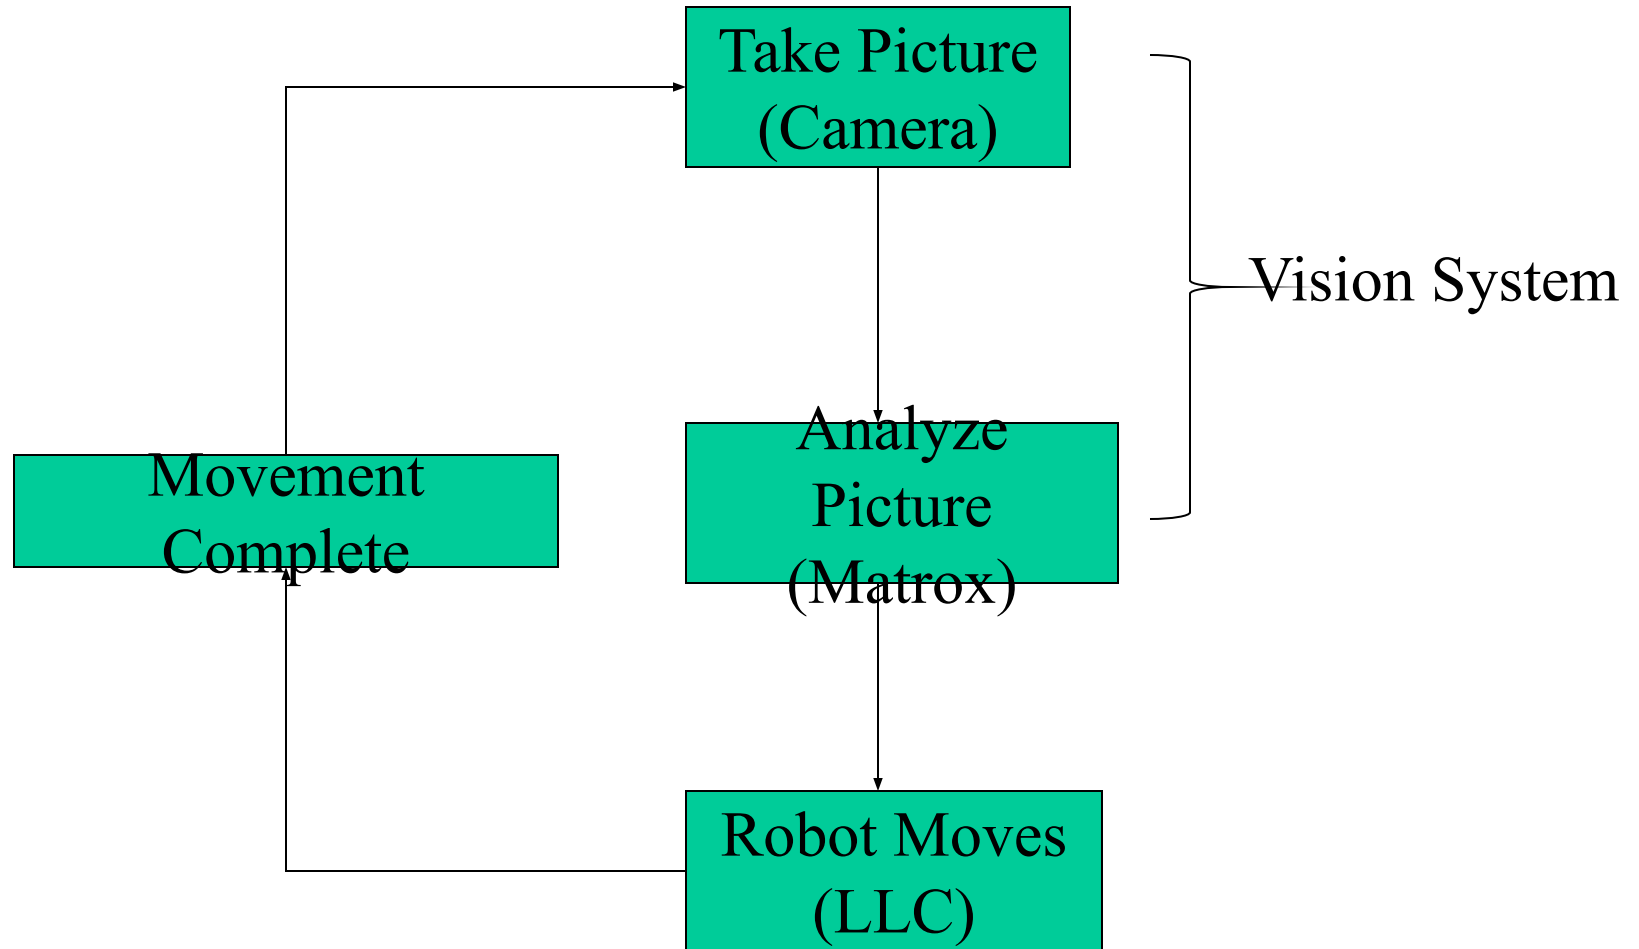 Take Picture
(Camera)
Vision System
Analyze
Picture
(Matrox)
Movement
Complete
Robot Moves
(LLC)